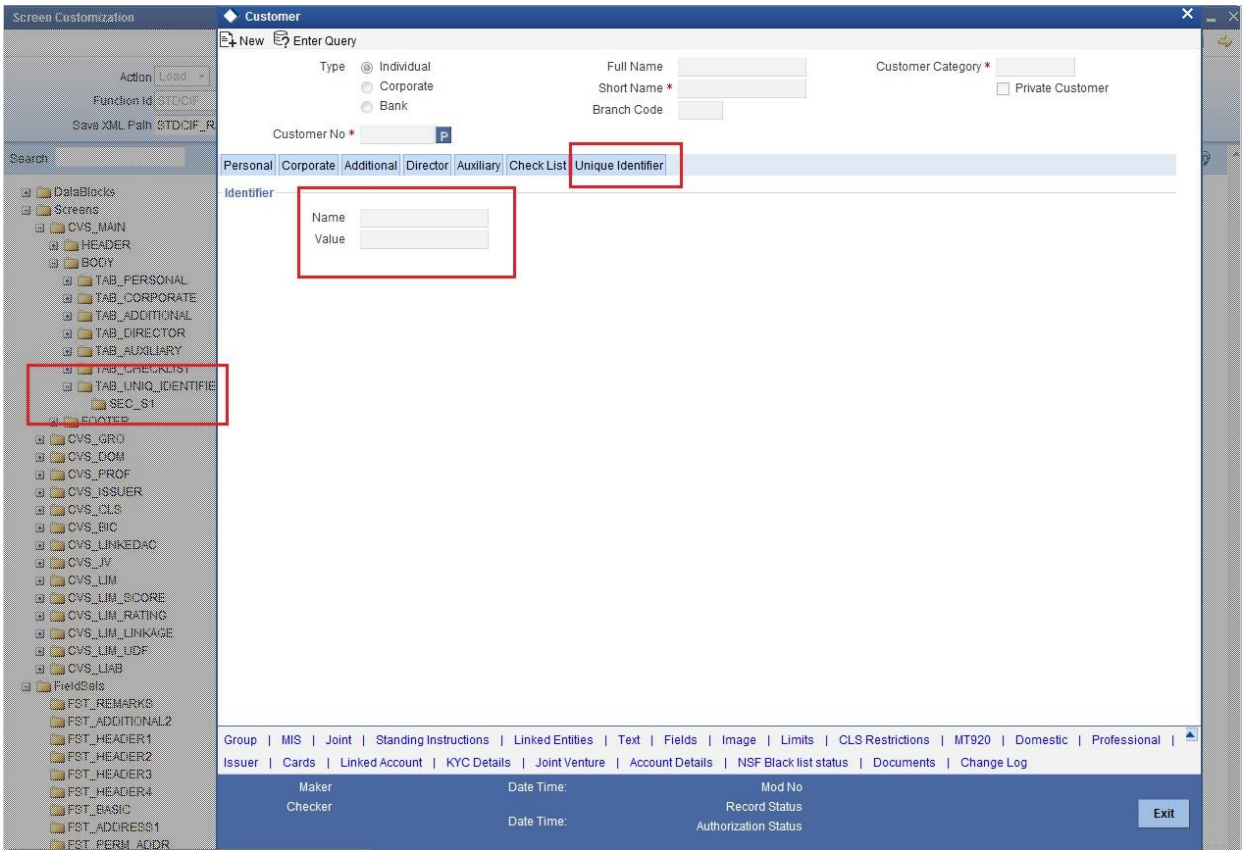 Screen Customization
Customer
New Enter Query
Action Load
Function Id STDCIF
Save XML Path STDCIF_R
Search
Type Individual Full Name Customer Category *
Corporate Short Name * Private Customer
Bank Branch Code
Customer No * P
Personal Corporate Additional Director Auxiliary Check List Unique Identifier
Identifier
Name
Value
DataBlocks
Screens
CVS_MAIN
HEADER
BODY
TAB_PERSONAL
TAB_CORPORATE
TAB_ADDITIONAL
TAB_DIRECTOR
TAB_AUXILIARY
TAB_CHECKLIST
TAB_UNIQ_IDENTIFIE
SEC_S1
FOOTER
CVS_GRO
CVS_DOM
CVS_PROF
CVS_ISSUER
CVS_CLS
CVS_BIC
CVS_LINKEDAC
CVS_JV
CVS_LIM
CVS_LIM_SCORE
CVS_LIM_RATING
CVS_LIM_LINKAGE
CVS_LIM_UDF
CVS_LIAB
FieldSets
FST_REMARKS
FST_ADDITIONAL2
FST_HEADER1
FST_HEADER2
FST_HEADER3
FST_HEADER4
FST_BASIC
FST_ADDRESS1
FST_PERM_ADDR
Group | MIS | Joint | Standing Instructions | Linked Entities | Text | Fields | Image | Limits | CLS Restrictions | MT920 | Domestic | Professional |
Issuer | Cards | Linked Account | KYC Details | Joint Venture | Account Details | NSF Black list status | Documents | Change Log
Maker Date Time: Mod No
Checker Record Status
Date Time: Authorization Status
Exit